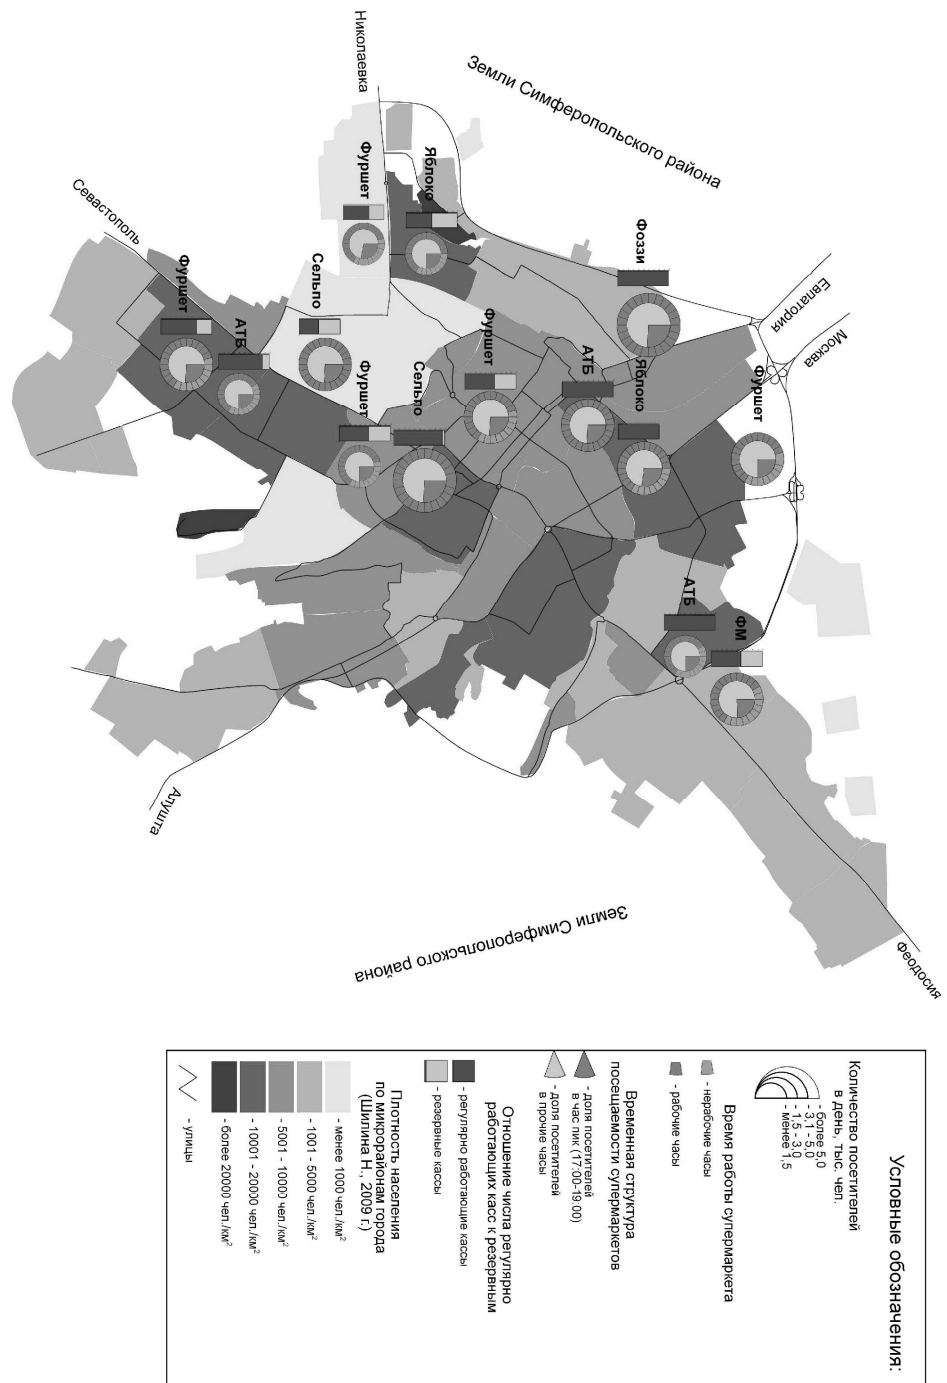 Николаевка
Земли Симферопольского района
Севастополь
Фуршет
Яблоко
Фоззи
Евпатория
Москва
Фуршет
АТБ
Сельпо
Фуршет
Фуршет
Сельпо
АТБ
Яблоко
Фуршет
АТБ
ФМ
Алушта
Земли Симферопольского района
Феодосия
Условные обозначения:
Количество посетителей
в день, тыс. чел.
- более 5,0
- 3,1 - 5,0
- 1,5 - 3,0
- менее 1,5
Время работы супермаркета
- нерабочие часы
- рабочие часы
Временная структура
посещаемости супермаркетов
- доля посетителей
в час пик (17:00-19:00)
- доля посетителей
в прочие часы
Отношение числа регулярно
работающих касс к резервным
- регулярно работающие кассы
- резервные кассы
Плотность населения
по микрорайонам города
(Шилина Н., 2009 г.)
- менее 1000 чел./км²
- 1001 - 5000 чел./км²
- 5001 - 10000 чел./км²
- 10001 - 20000 чел./км²
- более 20000 чел./км²
- улицы